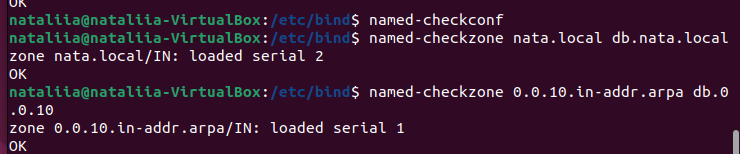 OK
nataliia@nataliia-VirtualBox:/etc/bind$ named-checkconf
nataliia@nataliia-VirtualBox:/etc/bind$ named-checkzone nata.local db.nata.local
zone nata.local/IN: loaded serial 2
OK
nataliia@nataliia-VirtualBox:/etc/bind$ named-checkzone 0.0.10.in-addr.arpa db.0
.0.10
zone 0.0.10.in-addr.arpa/IN: loaded serial 1
OK